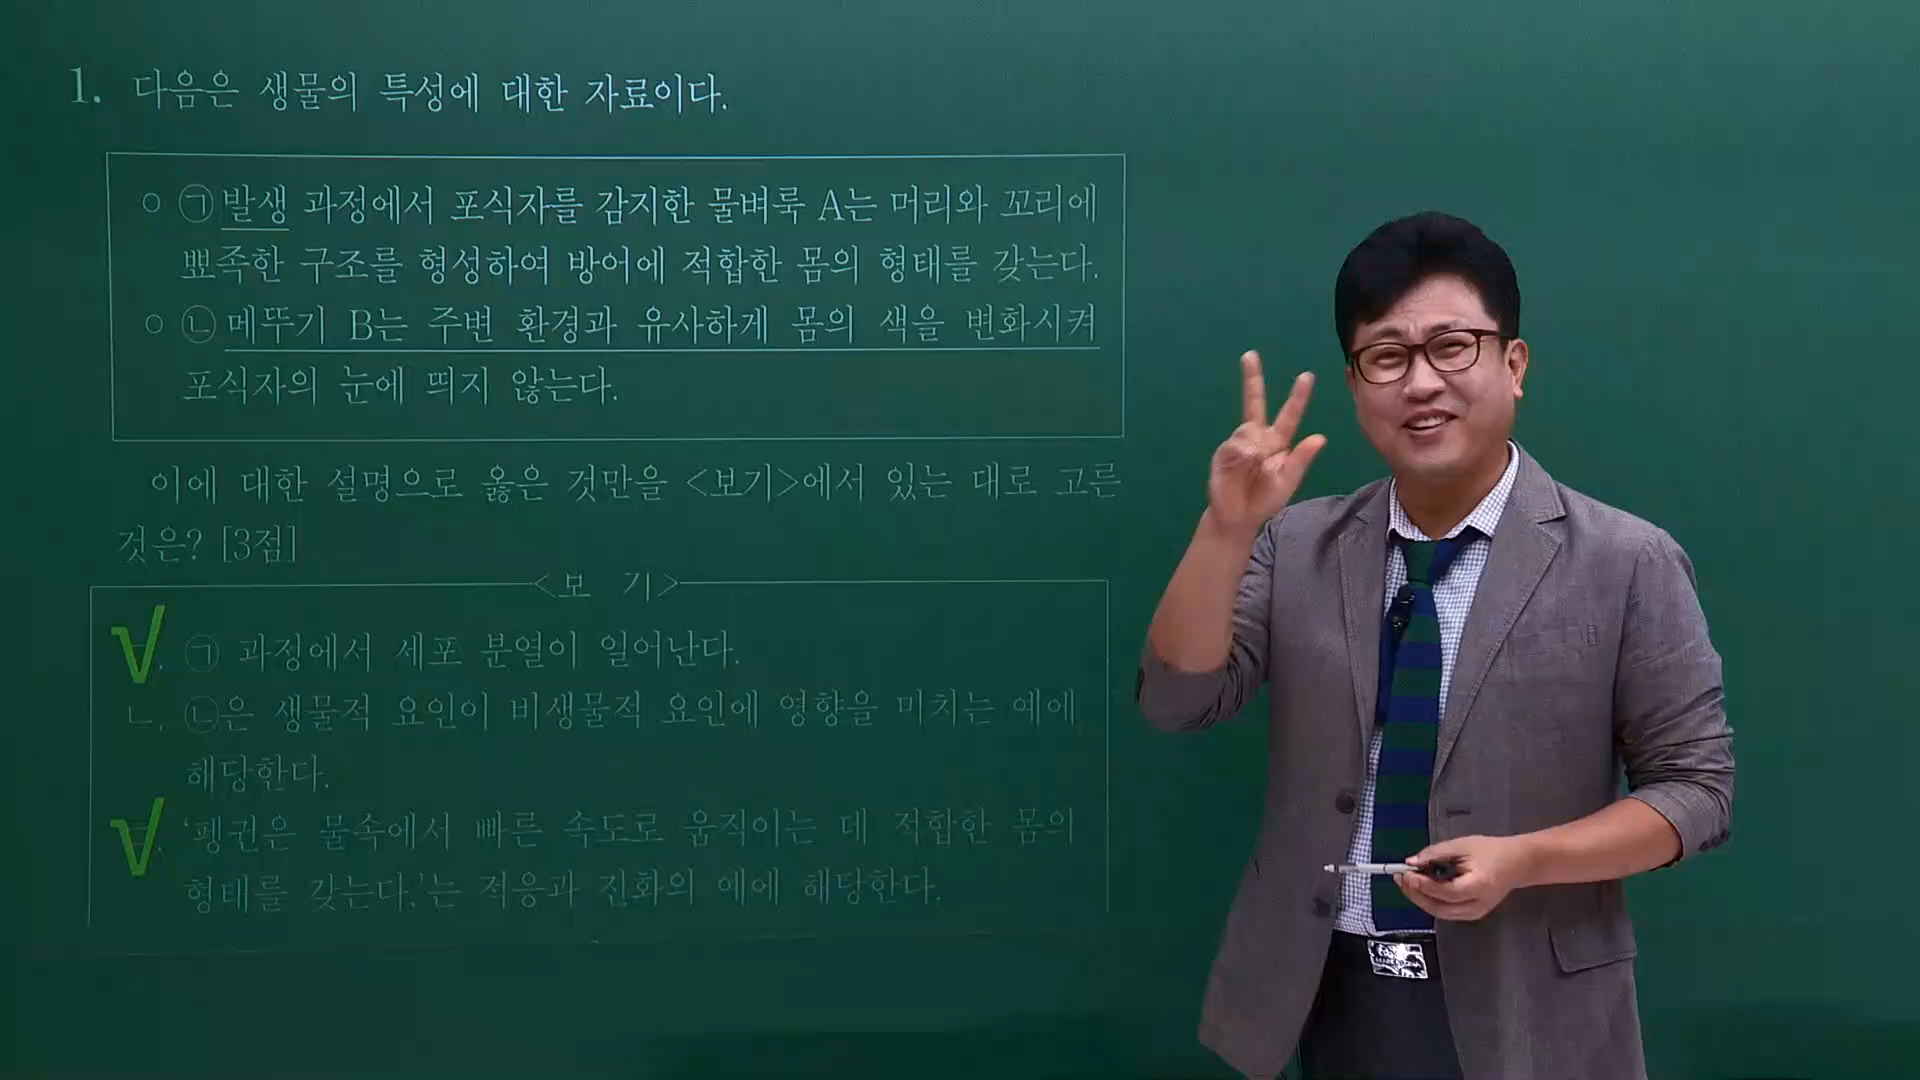 1. 다음은 생물의 특성에 대한 자료이다.
○ ㉠발생 과정에서 포식자를 감지한 물벼룩 A는 머리와 꼬리에
뾰족한 구조를 형성하여 방어에 적합한 몸의 형태를 갖는다.
○ ㉡메뚜기 B는 주변 환경과 유사하게 몸의 색을 변화시켜
포식자의 눈에 띄지 않는다.
이에 대한 설명으로 옳은 것만을 <보기>에서 있는 대로 고른
것은? [3점]
<보 기>
㉠ 과정에서 세포 분열이 일어난다.
ㄴ. ㉡은 생물적 요인이 비생물적 요인에 영향을 미치는 예에
해당한다.
‘펭귄은 물속에서 빠른 속도로 움직이는 데 적합한 몸의
형태를 갖는다.’는 적응과 진화의 예에 해당한다.